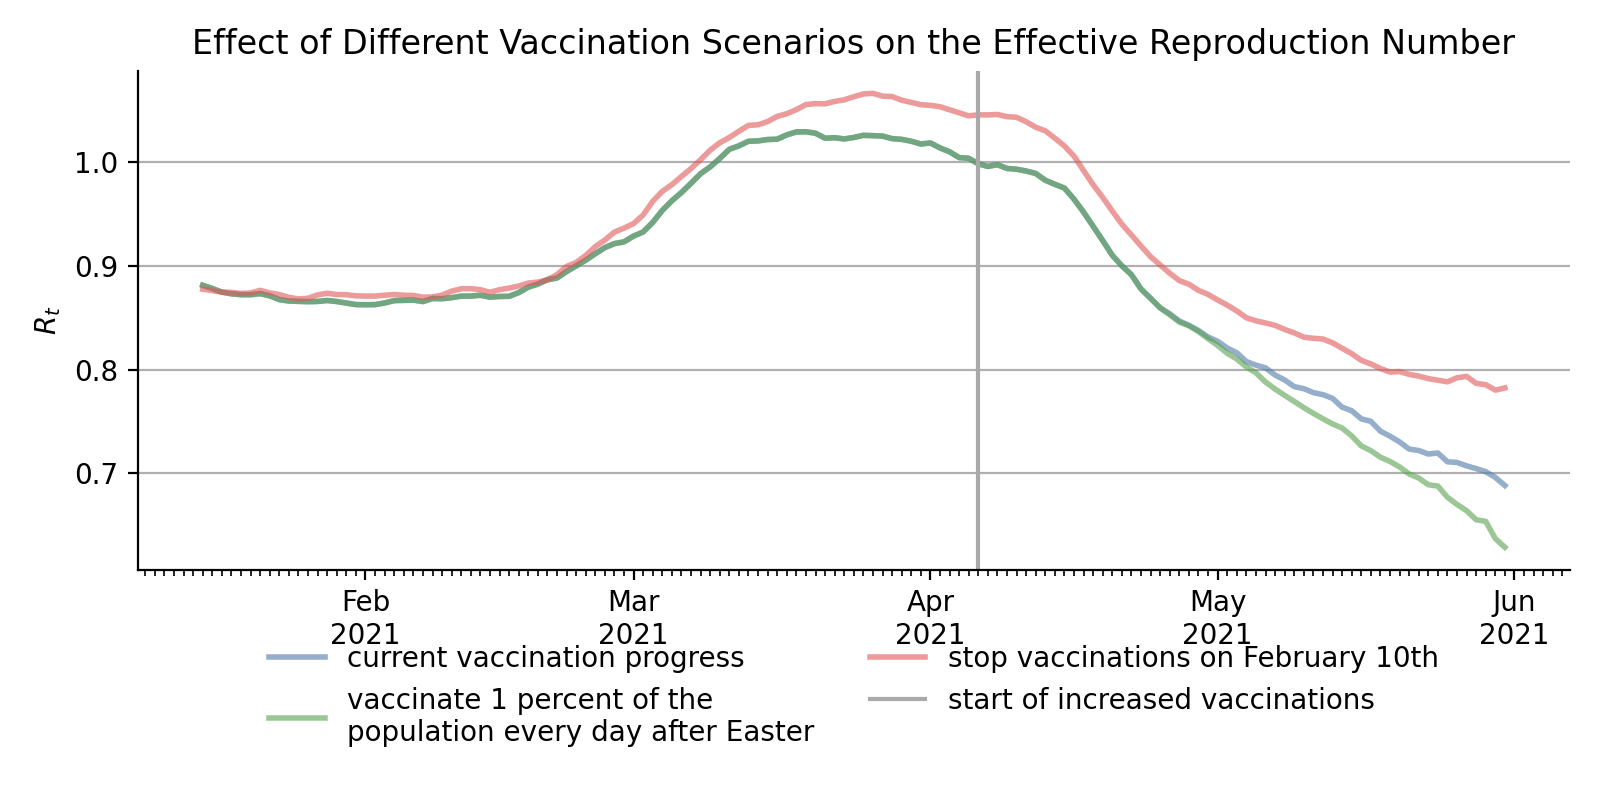 Effect of Different Vaccination Scenarios on the Effective Reproduction Number
1.0
0.9
0.8
0.7
Rt
Feb
2021
Mar
2021
Apr
2021
May
2021
Jun
2021
current vaccination progress
vaccinate 1 percent of the
population every day after Easter
stop vaccinations on February 10th
start of increased vaccinations